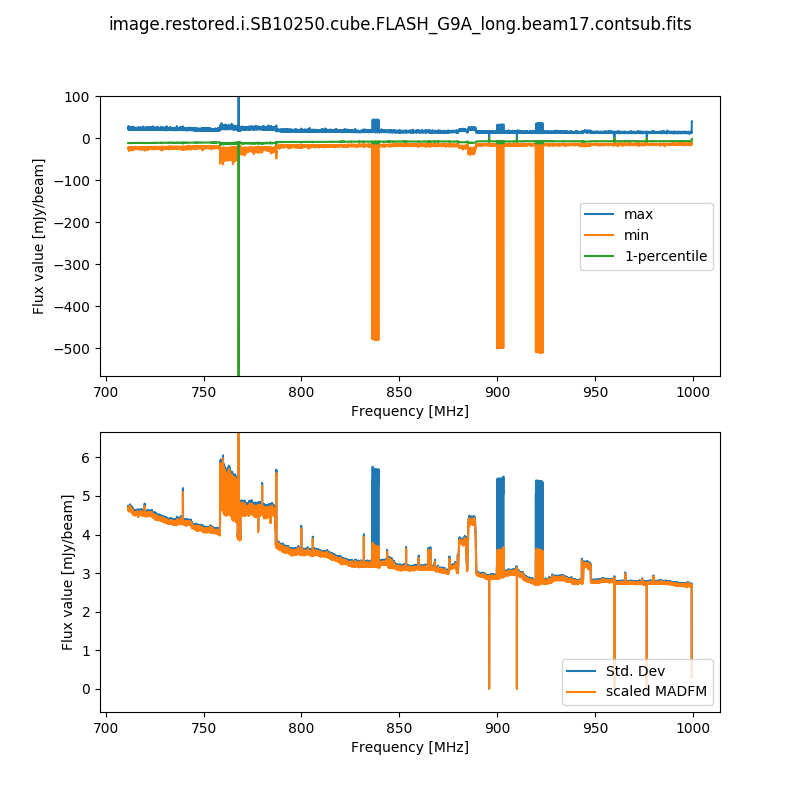 image.restored.i.SB10250.cube.FLASH_G9A_long.beam17.contsub.fits
100
0
−100
−200
−300
−400
−500
Flux value [mJy/beam]
max
min
1-percentile
700 750 800 850 900 950 1000
Frequency [MHz]
6
5
4
3
2
1
0
Flux value [mJy/beam]
Std. Dev
scaled MADFM
700 750 800 850 900 950 1000
Frequency [MHz]